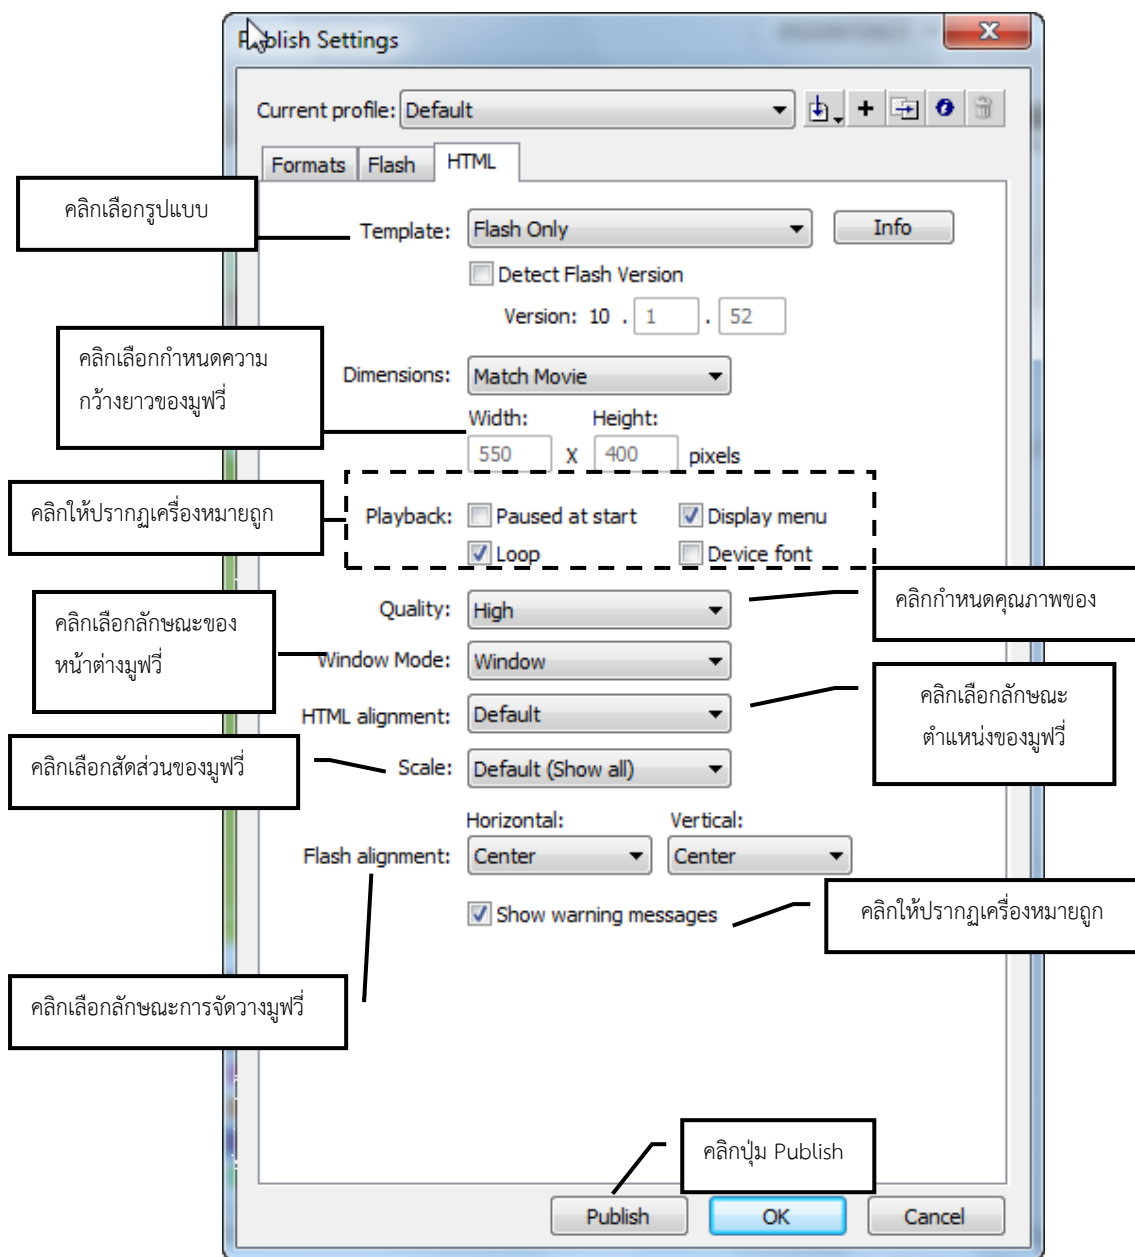 Publish Settings
Current profile: Default
Formats Flash HTML
คลิกเลือกรูปแบบ
Template: Flash Only Info
Detect Flash Version
Version: 10 . 1 . 52
คลิกเลือกกำหนดความ
กว้างยาวของมูฟวี่
Dimensions: Match Movie
Width: Height:
550 X 400 pixels
คลิกให้ปรากฏเครื่องหมายถูก
Playback: Paused at start Display menu
Loop Device font
คลิกกำหนดคุณภาพของ
Quality: High
คลิกเลือกลักษณะของ
หน้าต่างมูฟวี่
Window Mode: Window
คลิกเลือกลักษณะ
ตำแหน่งของมูฟวี่
HTML alignment: Default
คลิกเลือกสัดส่วนของมูฟวี่
Scale: Default (Show all)
Horizontal: Vertical:
Flash alignment: Center Center
Show warning messages
คลิกให้ปรากฏเครื่องหมายถูก
คลิกเลือกลักษณะการจัดวางมูฟวี่
คลิกปุ่ม Publish
Publish OK Cancel